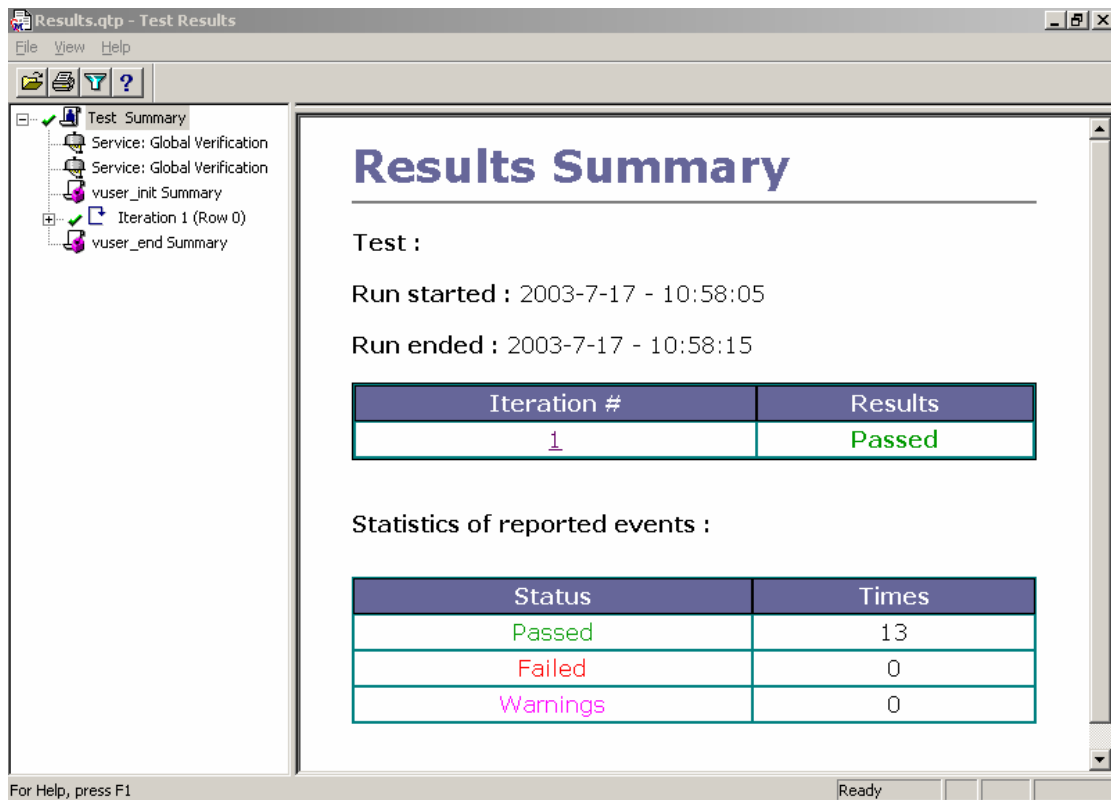 Results.qtp - Test Results
File View Help
?
Test Summary
Service: Global Verification
Service: Global Verification
vuser_init Summary
Iteration 1 (Row 0)
vuser_end Summary
Results Summary
Test :
Run started : 2003-7-17 - 10:58:05
Run ended : 2003-7-17 - 10:58:15
Iteration # Results
1 Passed
Statistics of reported events :
Status Times
Passed 13
Failed 0
Warnings 0
For Help, press F1 Ready